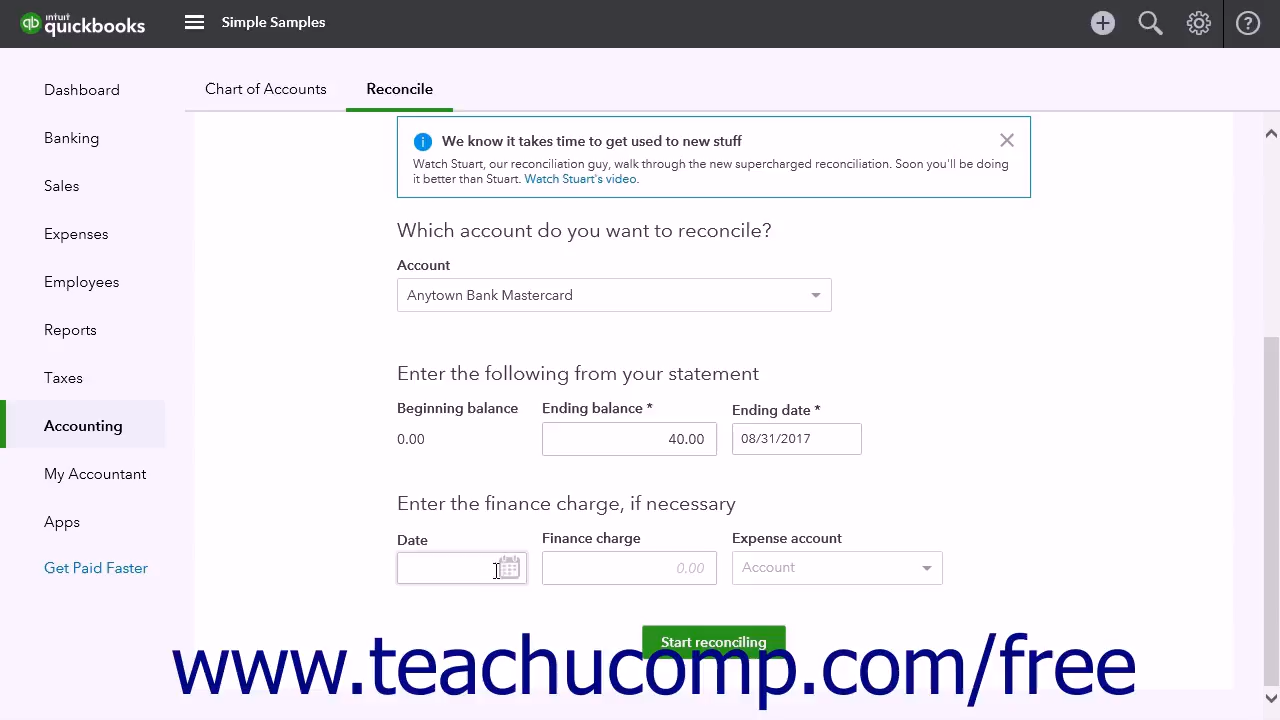 intuit
qb quickbooks
Simple Samples
Dashboard
Banking
Sales
Expenses
Employees
Reports
Taxes
Accounting
My Accountant
Apps
Get Paid Faster
Chart of Accounts
Reconcile
We know it takes time to get used to new stuff
Watch Stuart, our reconciliation guy, walk through the new supercharged reconciliation. Soon you'll be doing
it better than Stuart. Watch Stuart's video.
Which account do you want to reconcile?
Account
Anytown Bank Mastercard
Enter the following from your statement
Beginning balance Ending balance * Ending date *
0.00 40.00 08/31/2017
Enter the finance charge, if necessary
Date Finance charge Expense account
0.00 Account
Start reconciling
www.teachucomp.com/free